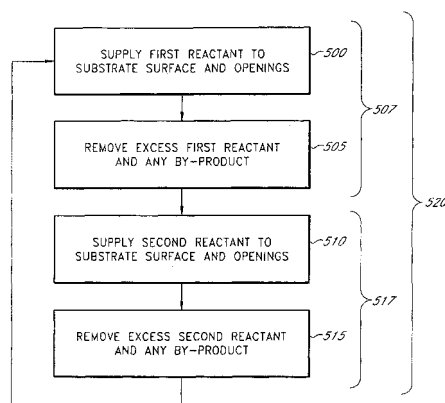 SUPPLY FIRST REACTANT TO
SUBSTRATE SURFACE AND OPENINGS
500
507
REMOVE EXCESS FIRST REACTANT
AND ANY BY-PRODUCT
505
520
SUPPLY SECOND REACTANT TO
SUBSTRATE SURFACE AND OPENINGS
510
517
REMOVE EXCESS SECOND REACTANT
AND ANY BY-PRODUCT
515